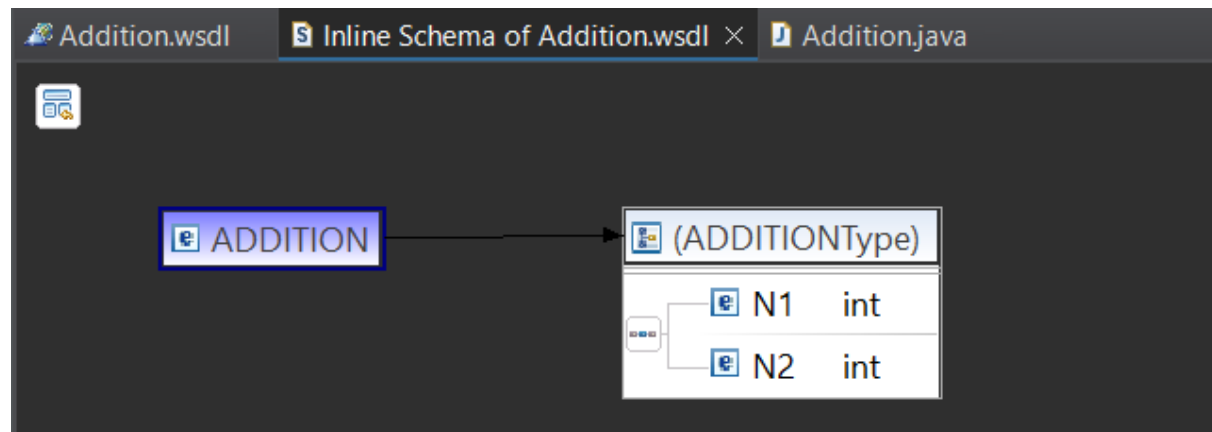 Addition.wsdl
Inline Schema of Addition.wsdl
Addition.java
ADDITION
(ADDITIONType)
N1 int
N2 int